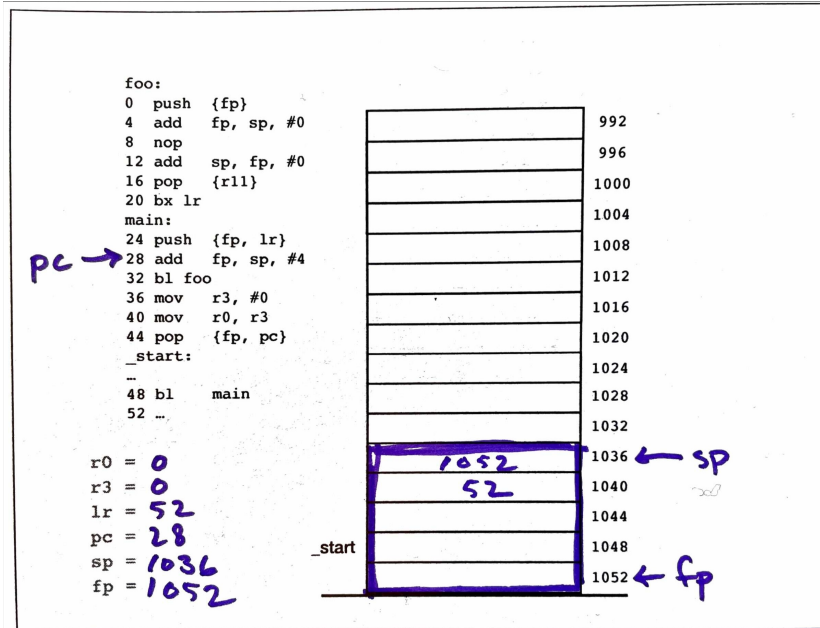 foo:
0 push {fp}
4 add fp, sp, #0
8 nop
12 add sp, fp, #0
16 pop {r11}
20 bx lr
main:
24 push {fp, lr}
pc → 28 add fp, sp, #4
32 bl foo
36 mov r3, #0
40 mov r0, r3
44 pop {fp, pc}
_start:
…
48 bl main
52 …
r0 = 0
r3 = 0
lr = 52
pc = 28
sp = 1036
fp = 1052
992
996
1000
1004
1008
1012
1016
1020
1024
1028
1032
1052 1036 ← sp
52 1040
1044
_start 1048
1052 ← fp